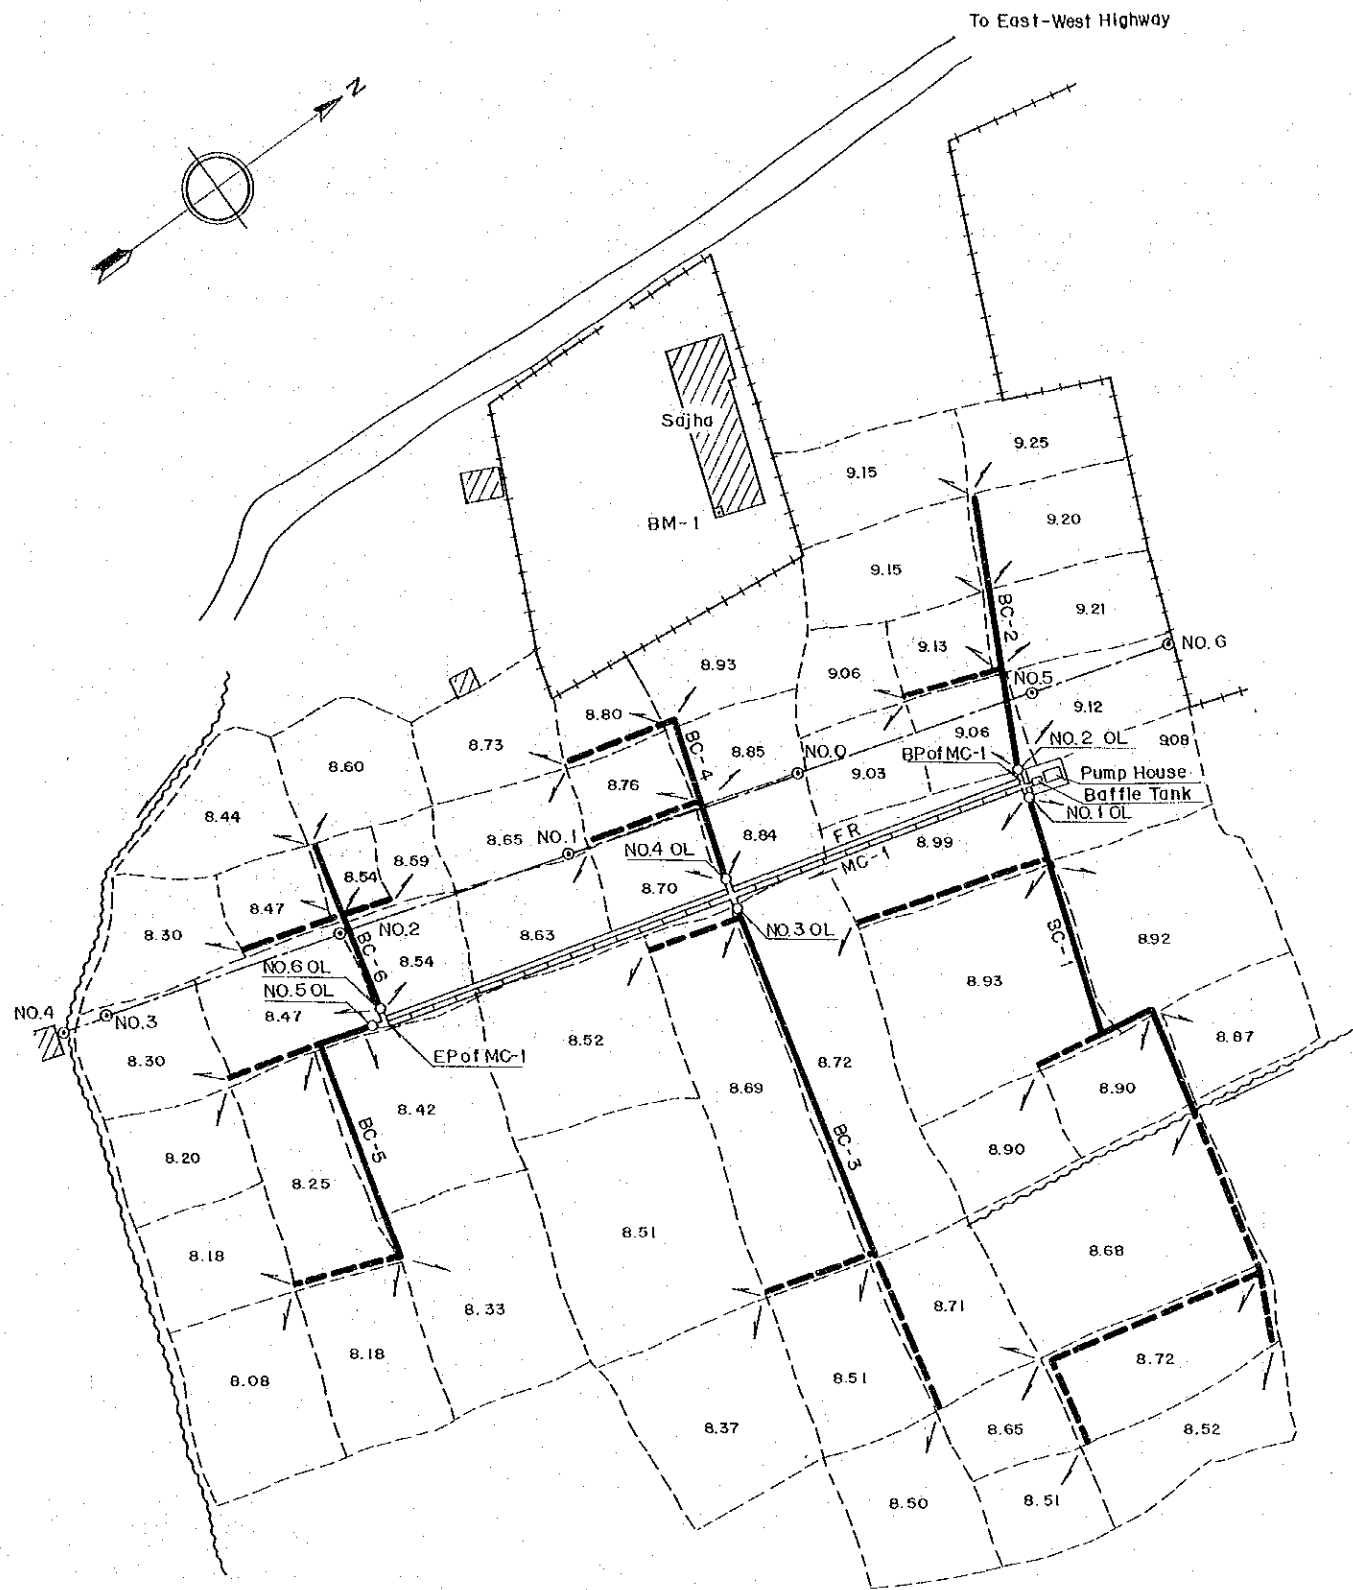 To East-West Highway
N
Sajha
BM-1
9.25
9.15
9.20
9.15
BC-2
9.21
9.13
NO.6
8.93
9.06
NO.5
8.80
9.12
8.73
BC-4
8.85
NO.0
9.06
NO.2 OL
9.08
8.60
BP of MC-1
9.03
Pump House
8.76
Baffle Tank
8.44
NO.1 OL
8.65
NO.1
8.84
FR
8.99
NO.4 OL
MC-1
8.59
8.54
8.70
8.47
8.30
NO.2
8.63
NO.3 OL
BC-1
8.92
BC-6
8.54
NO.6 OL
NO.5 OL
8.93
NO.4
NO.3
8.47
8.52
8.87
8.30
EP of MC-1
8.72
8.69
8.90
8.42
BC-5
BC-3
8.20
8.90
8.25
8.51
8.18
8.68
8.33
8.71
8.18
8.72
8.08
8.51
8.37
8.65
8.52
8.50
8.51